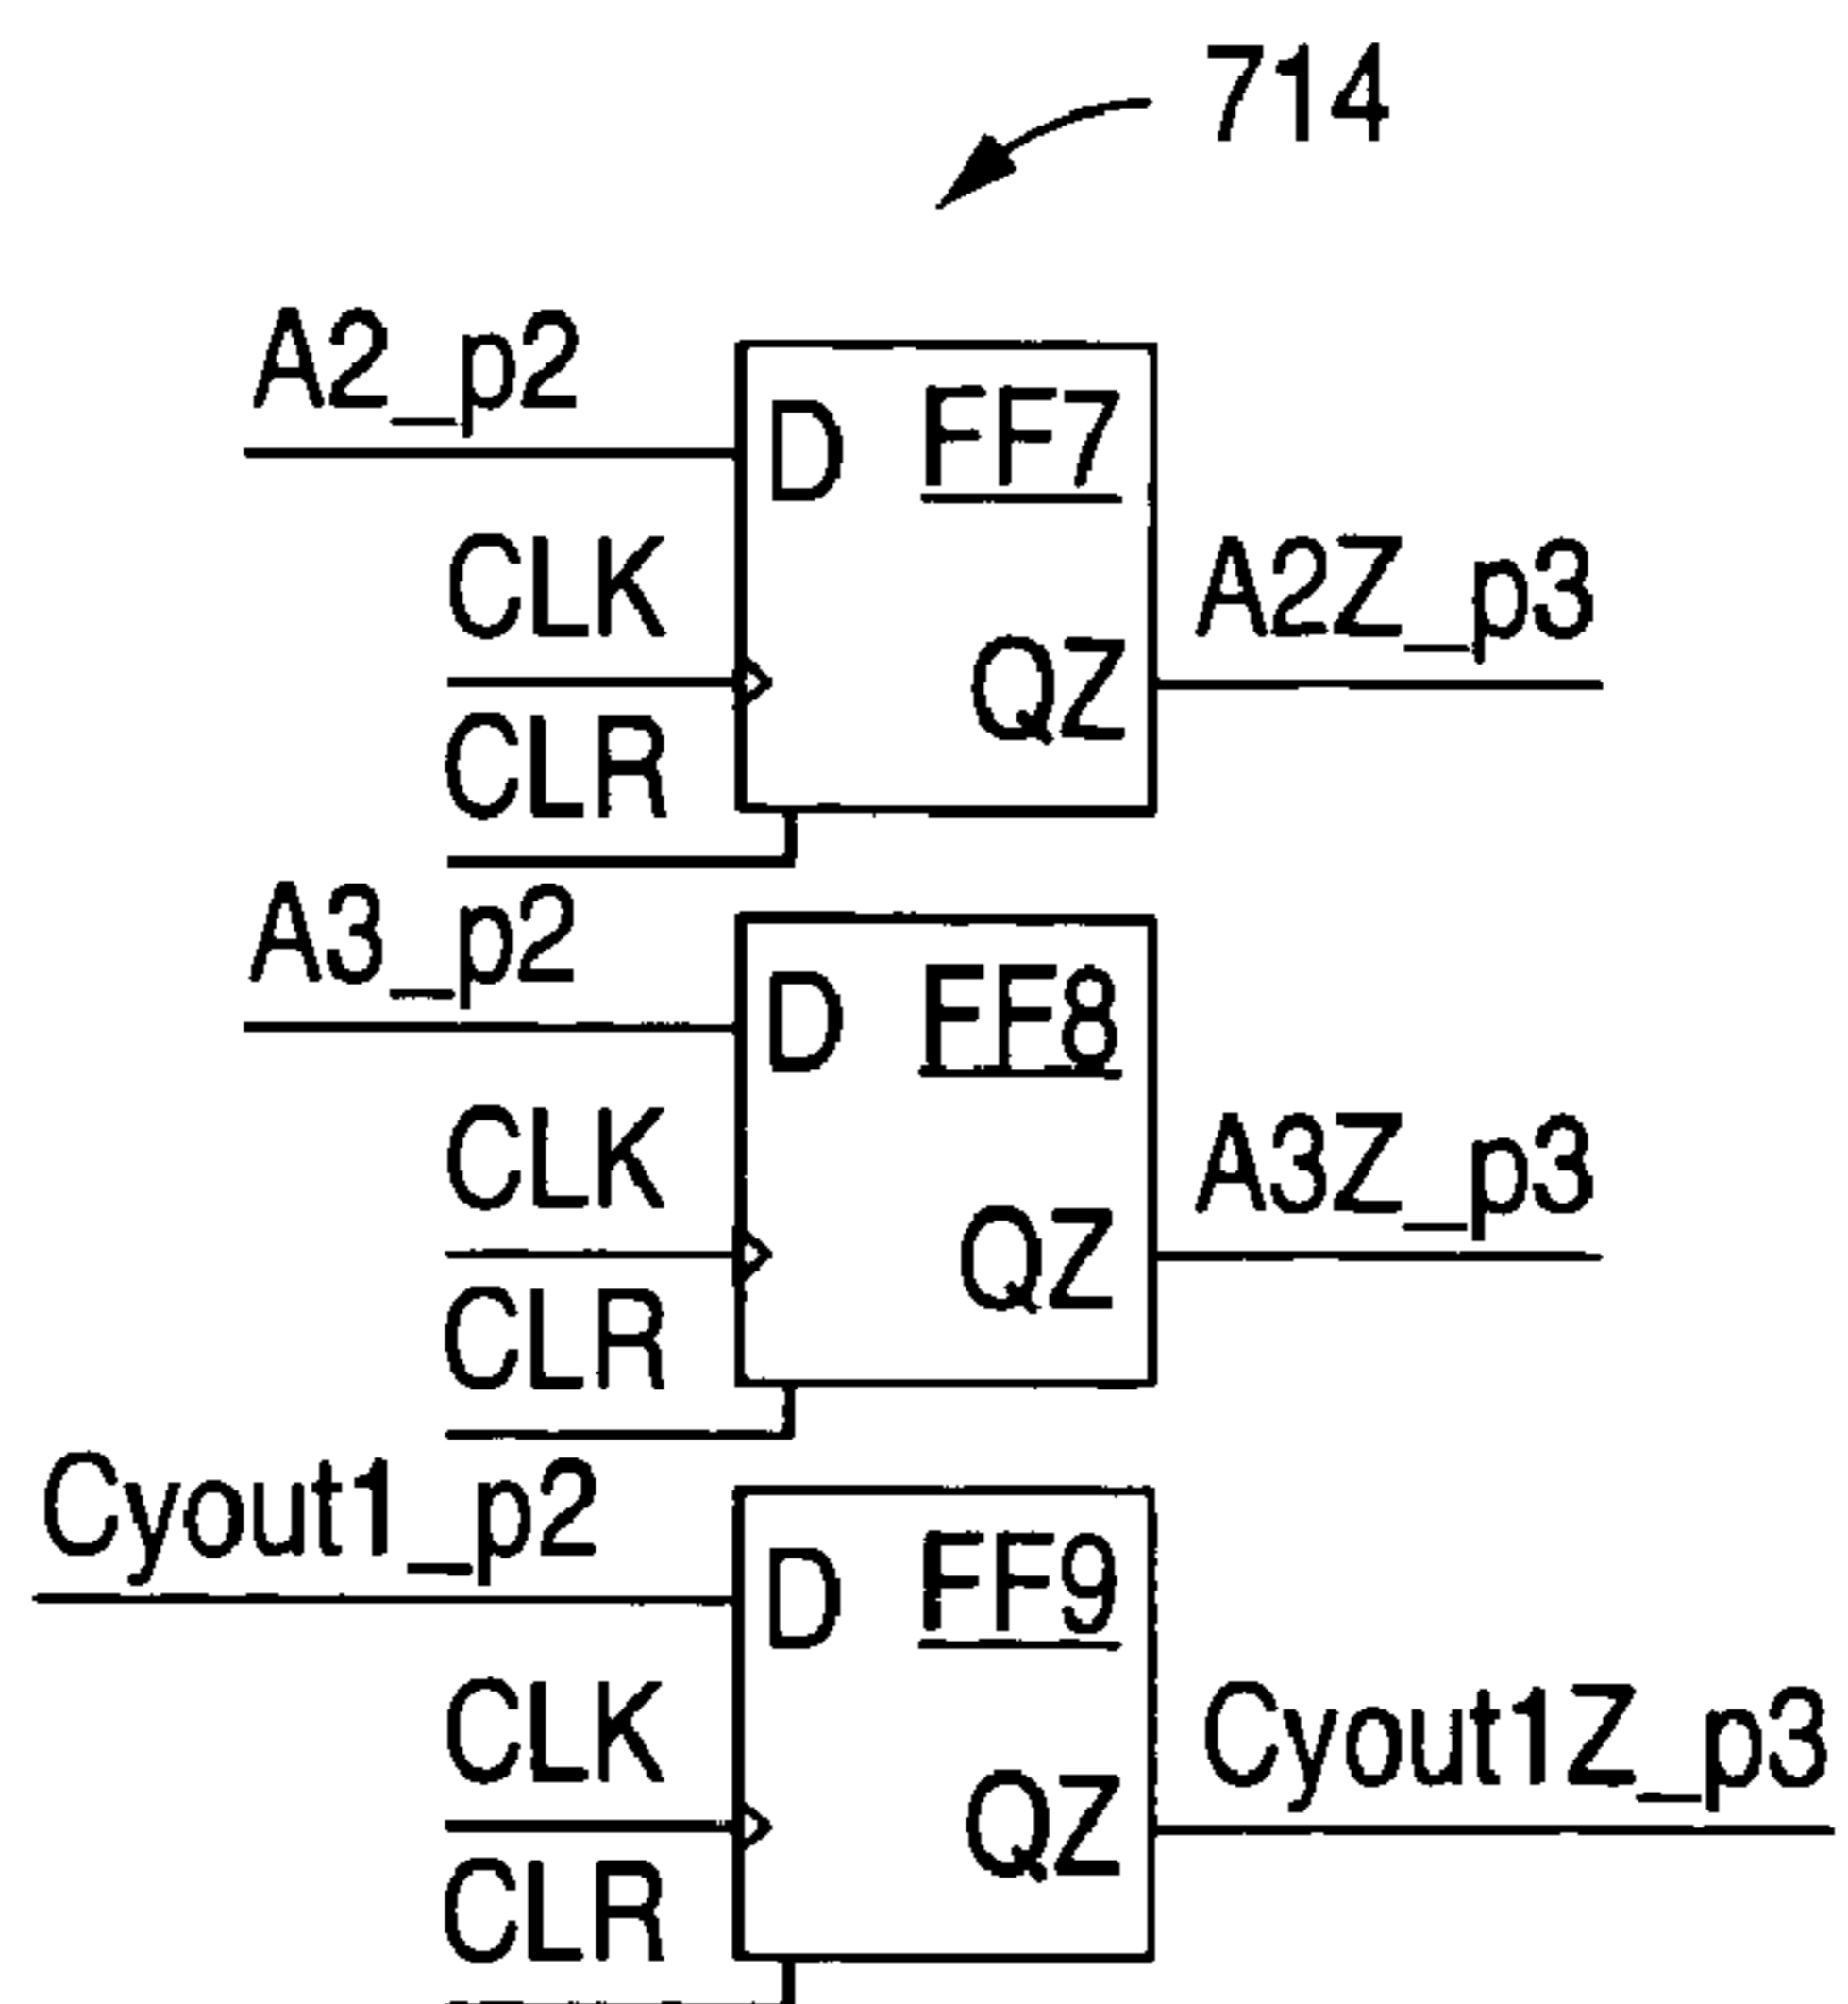 714
A2_p2
D FF7
CLK
A2Z_p3
QZ
CLR
A3_p2
D FF8
CLK
A3Z_p3
QZ
CLR
Cyout1_p2
D FF9
CLK
Cyout1Z_p3
QZ
CLR